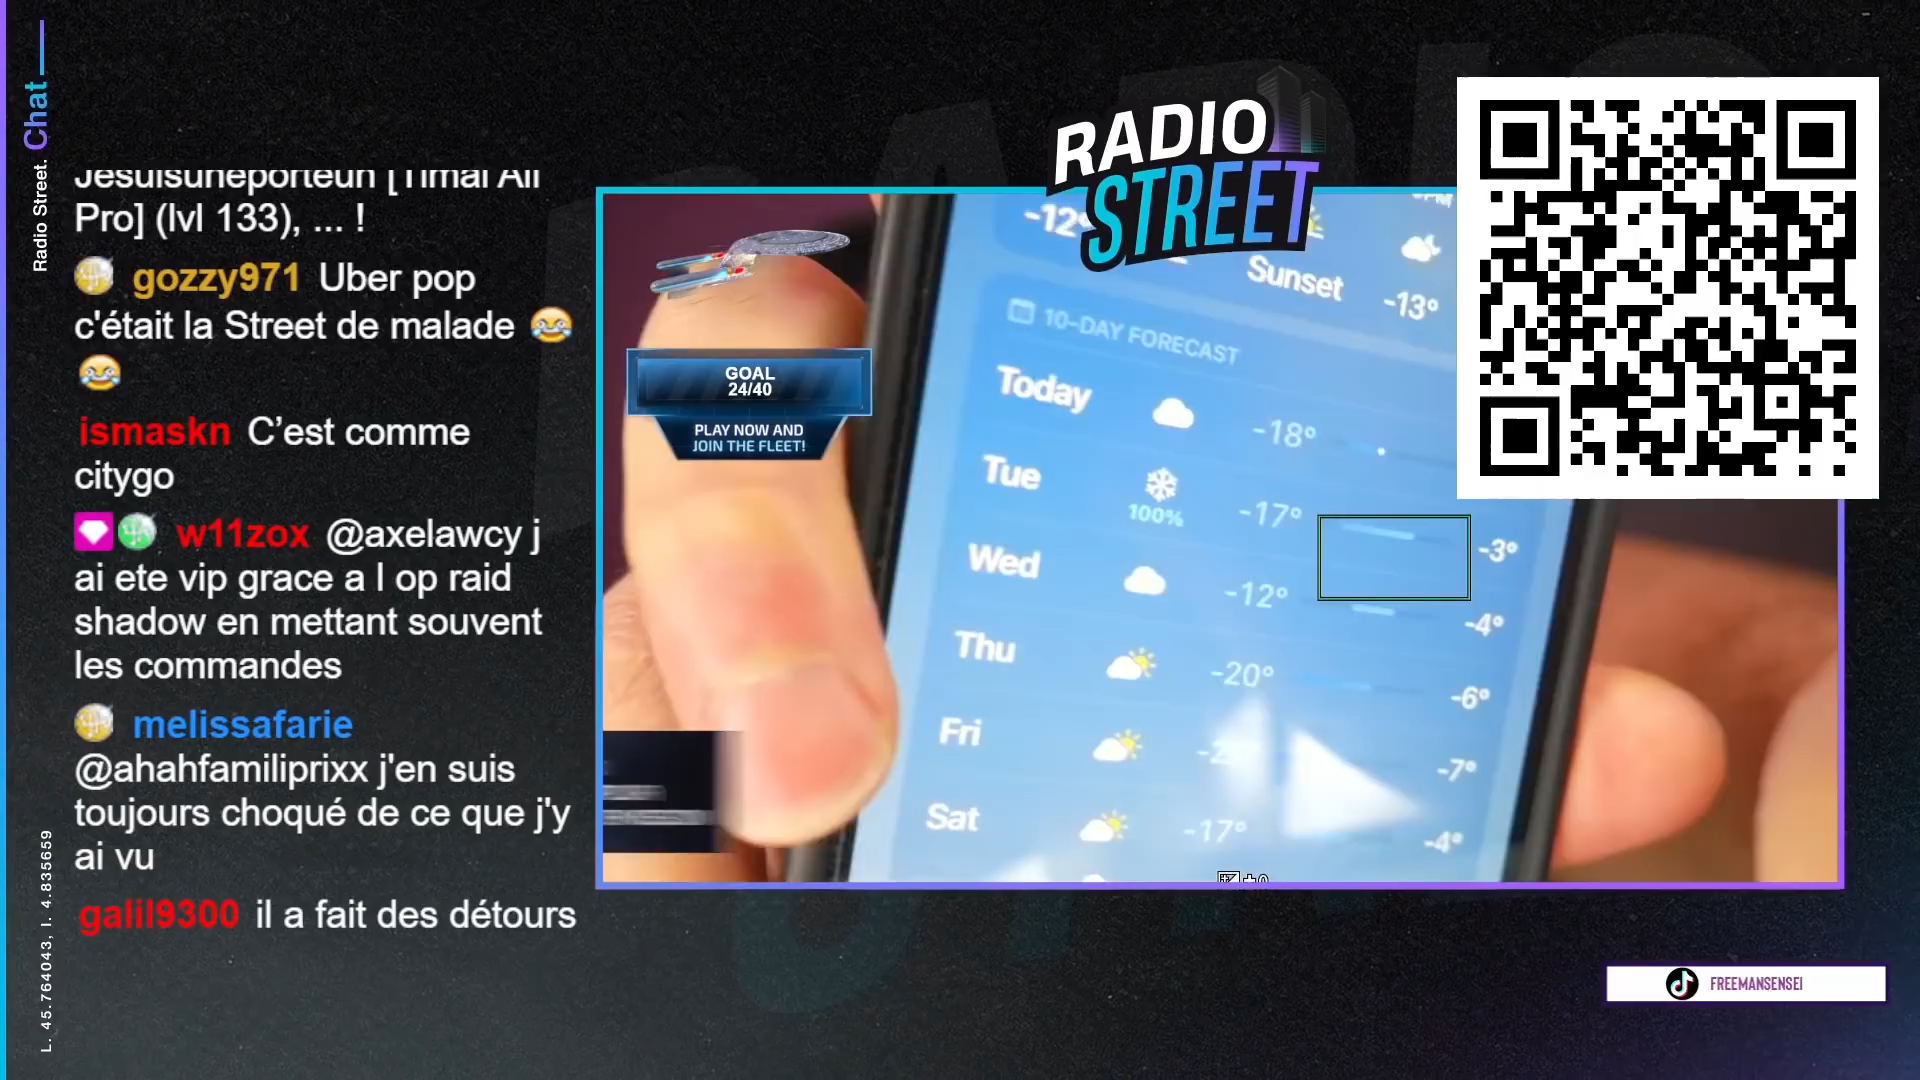 Radio Street. Chat
Jesuisuneporteun [Timal All
Pro] (lvl 133), ... !
gozzy971 Uber pop
c'était la Street de malade 😂
😂
ismaskn C’est comme
citygo
w11zox @axelawcy j
ai ete vip grace a l op raid
shadow en mettant souvent
les commandes
melissafarie
@ahahfamiliprixx j'en suis
toujours choqué de ce que j'y
ai vu
galil9300 il a fait des détours
L. 45.764043, l. 4.835659
RADIO
STREET
GOAL
24/40
PLAY NOW AND
JOIN THE FLEET!
-12°
Sunset
-13°
10-DAY FORECAST
Today -18°
Tue 100% -17° -3°
Wed -12° -4°
Thu -20° -6°
Fri -7°
Sat -17° -4°
FREEMANSENSEI